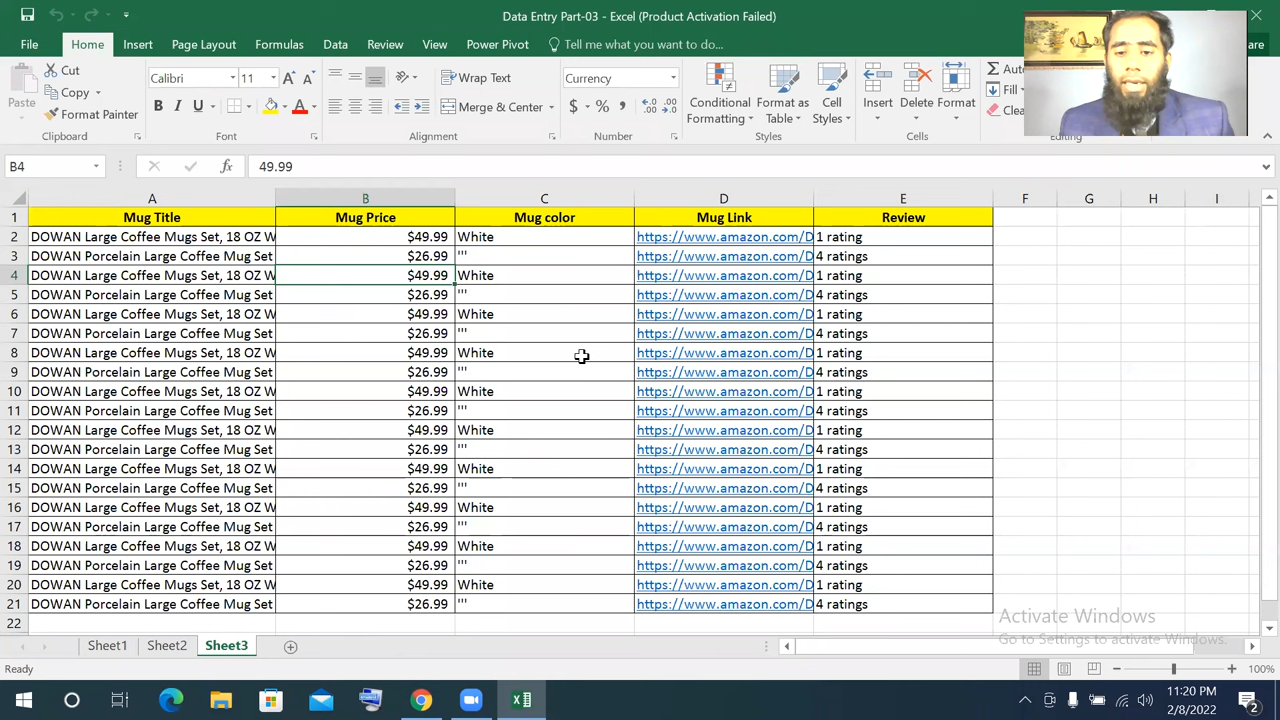 Data Entry Part-03 - Excel (Product Activation Failed)
File Home Insert Page Layout Formulas Data Review View Power Pivot Tell me what you want to do...
Cut
Copy
Format Painter
Paste
Clipboard
Calibri 11
B I U A
Font
Wrap Text
Merge & Center
Alignment
Currency
$ % ,
Number
Conditional Formatting
Format as Table
Cell Styles
Styles
Insert Delete Format
Cells
Fill
Editing
B4 fx 49.99
A B C D E F G H I
1 Mug Title Mug Price Mug color Mug Link Review
2 DOWAN Large Coffee Mugs Set, 18 OZ W $49.99 White https://www.amazon.com/D 1 rating
3 DOWAN Porcelain Large Coffee Mug Set $26.99 ''' https://www.amazon.com/D 4 ratings
4 DOWAN Large Coffee Mugs Set, 18 OZ W $49.99 White https://www.amazon.com/D 1 rating
5 DOWAN Porcelain Large Coffee Mug Set $26.99 ''' https://www.amazon.com/D 4 ratings
6 DOWAN Large Coffee Mugs Set, 18 OZ W $49.99 White https://www.amazon.com/D 1 rating
7 DOWAN Porcelain Large Coffee Mug Set $26.99 ''' https://www.amazon.com/D 4 ratings
8 DOWAN Large Coffee Mugs Set, 18 OZ W $49.99 White https://www.amazon.com/D 1 rating
9 DOWAN Porcelain Large Coffee Mug Set $26.99 ''' https://www.amazon.com/D 4 ratings
10 DOWAN Large Coffee Mugs Set, 18 OZ W $49.99 White https://www.amazon.com/D 1 rating
11 DOWAN Porcelain Large Coffee Mug Set $26.99 ''' https://www.amazon.com/D 4 ratings
12 DOWAN Large Coffee Mugs Set, 18 OZ W $49.99 White https://www.amazon.com/D 1 rating
13 DOWAN Porcelain Large Coffee Mug Set $26.99 ''' https://www.amazon.com/D 4 ratings
14 DOWAN Large Coffee Mugs Set, 18 OZ W $49.99 White https://www.amazon.com/D 1 rating
15 DOWAN Porcelain Large Coffee Mug Set $26.99 ''' https://www.amazon.com/D 4 ratings
16 DOWAN Large Coffee Mugs Set, 18 OZ W $49.99 White https://www.amazon.com/D 1 rating
17 DOWAN Porcelain Large Coffee Mug Set $26.99 ''' https://www.amazon.com/D 4 ratings
18 DOWAN Large Coffee Mugs Set, 18 OZ W $49.99 White https://www.amazon.com/D 1 rating
19 DOWAN Porcelain Large Coffee Mug Set $26.99 ''' https://www.amazon.com/D 4 ratings
20 DOWAN Large Coffee Mugs Set, 18 OZ W $49.99 White https://www.amazon.com/D 1 rating
21 DOWAN Porcelain Large Coffee Mug Set $26.99 ''' https://www.amazon.com/D 4 ratings
22
Activate Windows
Go to Settings to activate Windows.
Sheet1 Sheet2 Sheet3
Ready 100%
11:20 PM
2/8/2022
2